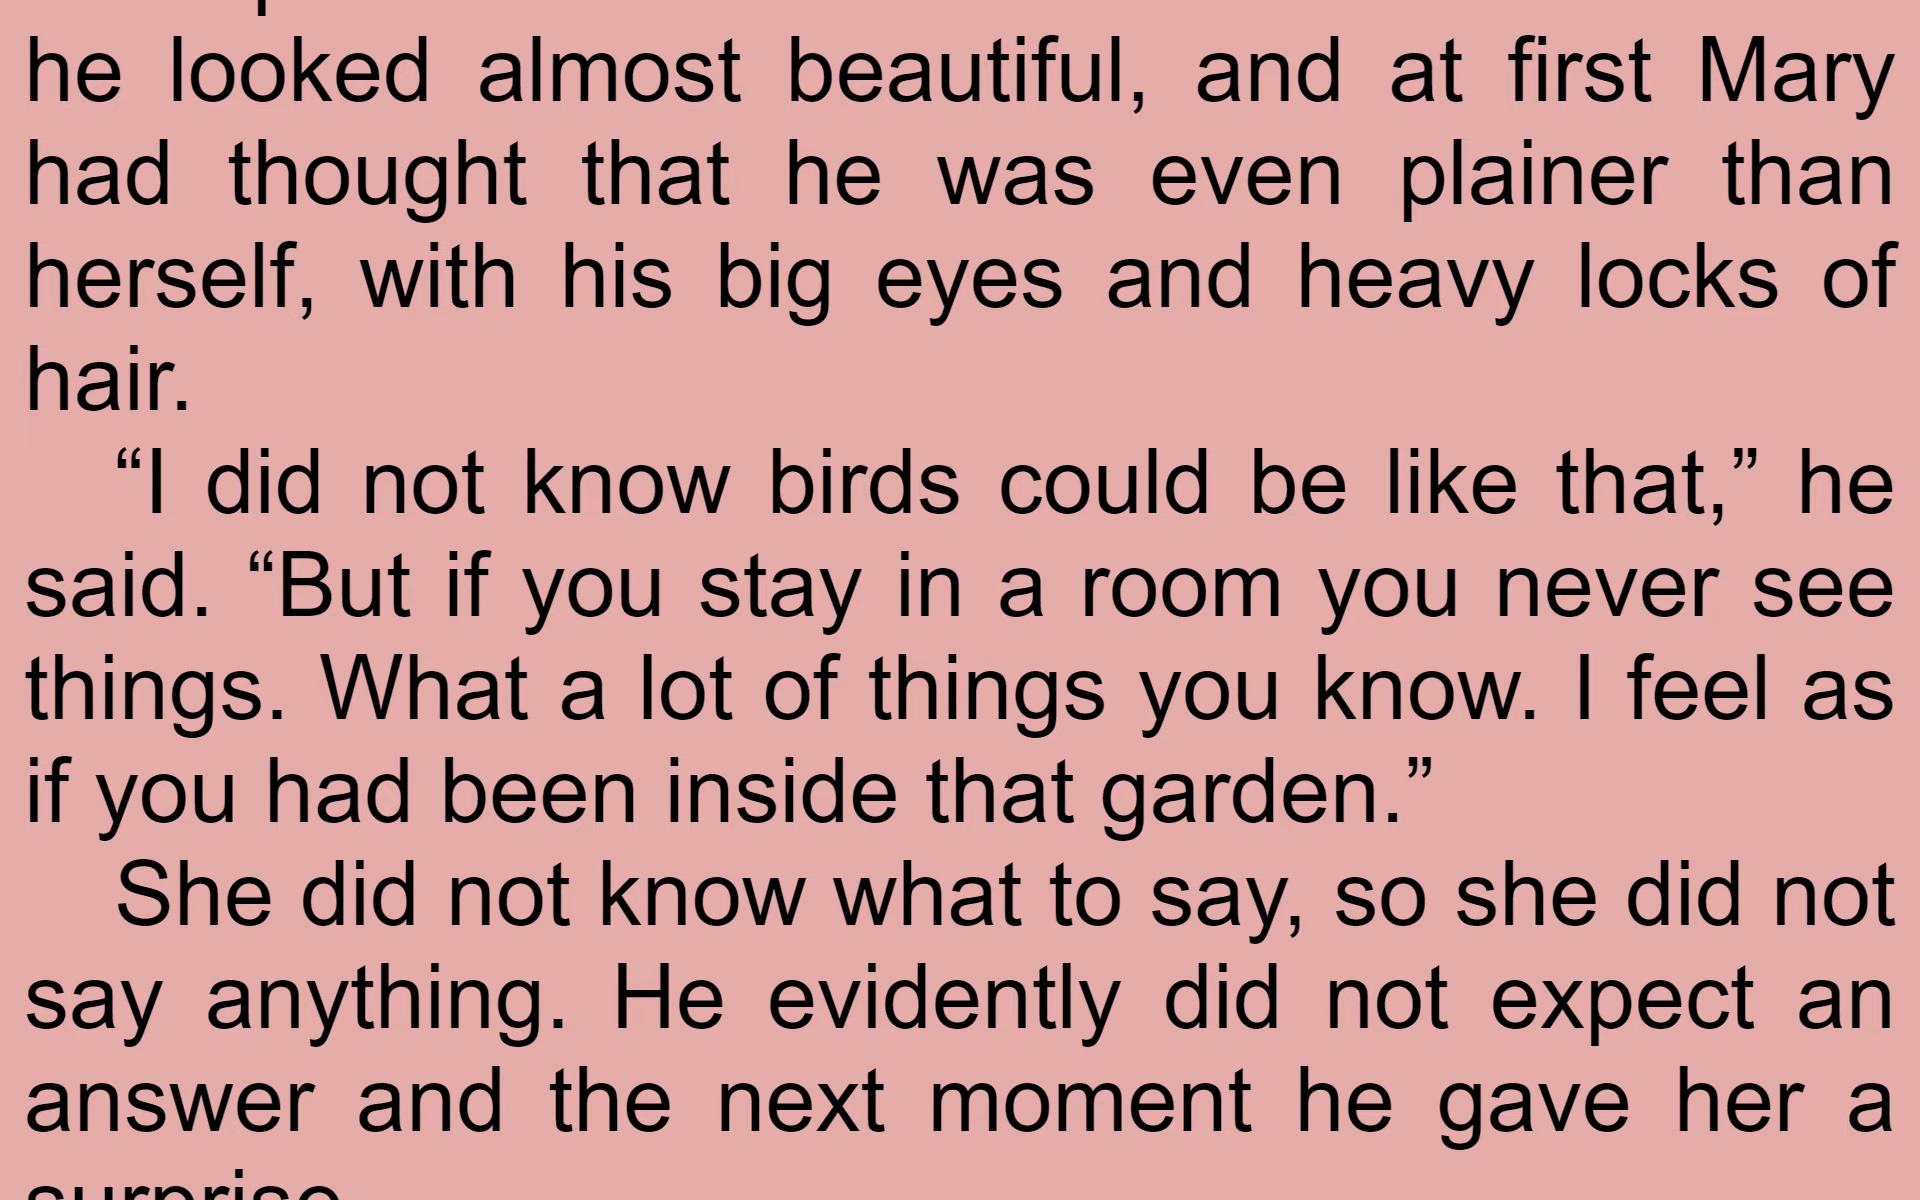 he looked almost beautiful, and at first Mary
had thought that he was even plainer than
herself, with his big eyes and heavy locks of
hair.
“I did not know birds could be like that,” he
said. “But if you stay in a room you never see
things. What a lot of things you know. I feel as
if you had been inside that garden.”
She did not know what to say, so she did not
say anything. He evidently did not expect an
answer and the next moment he gave her a
surprise